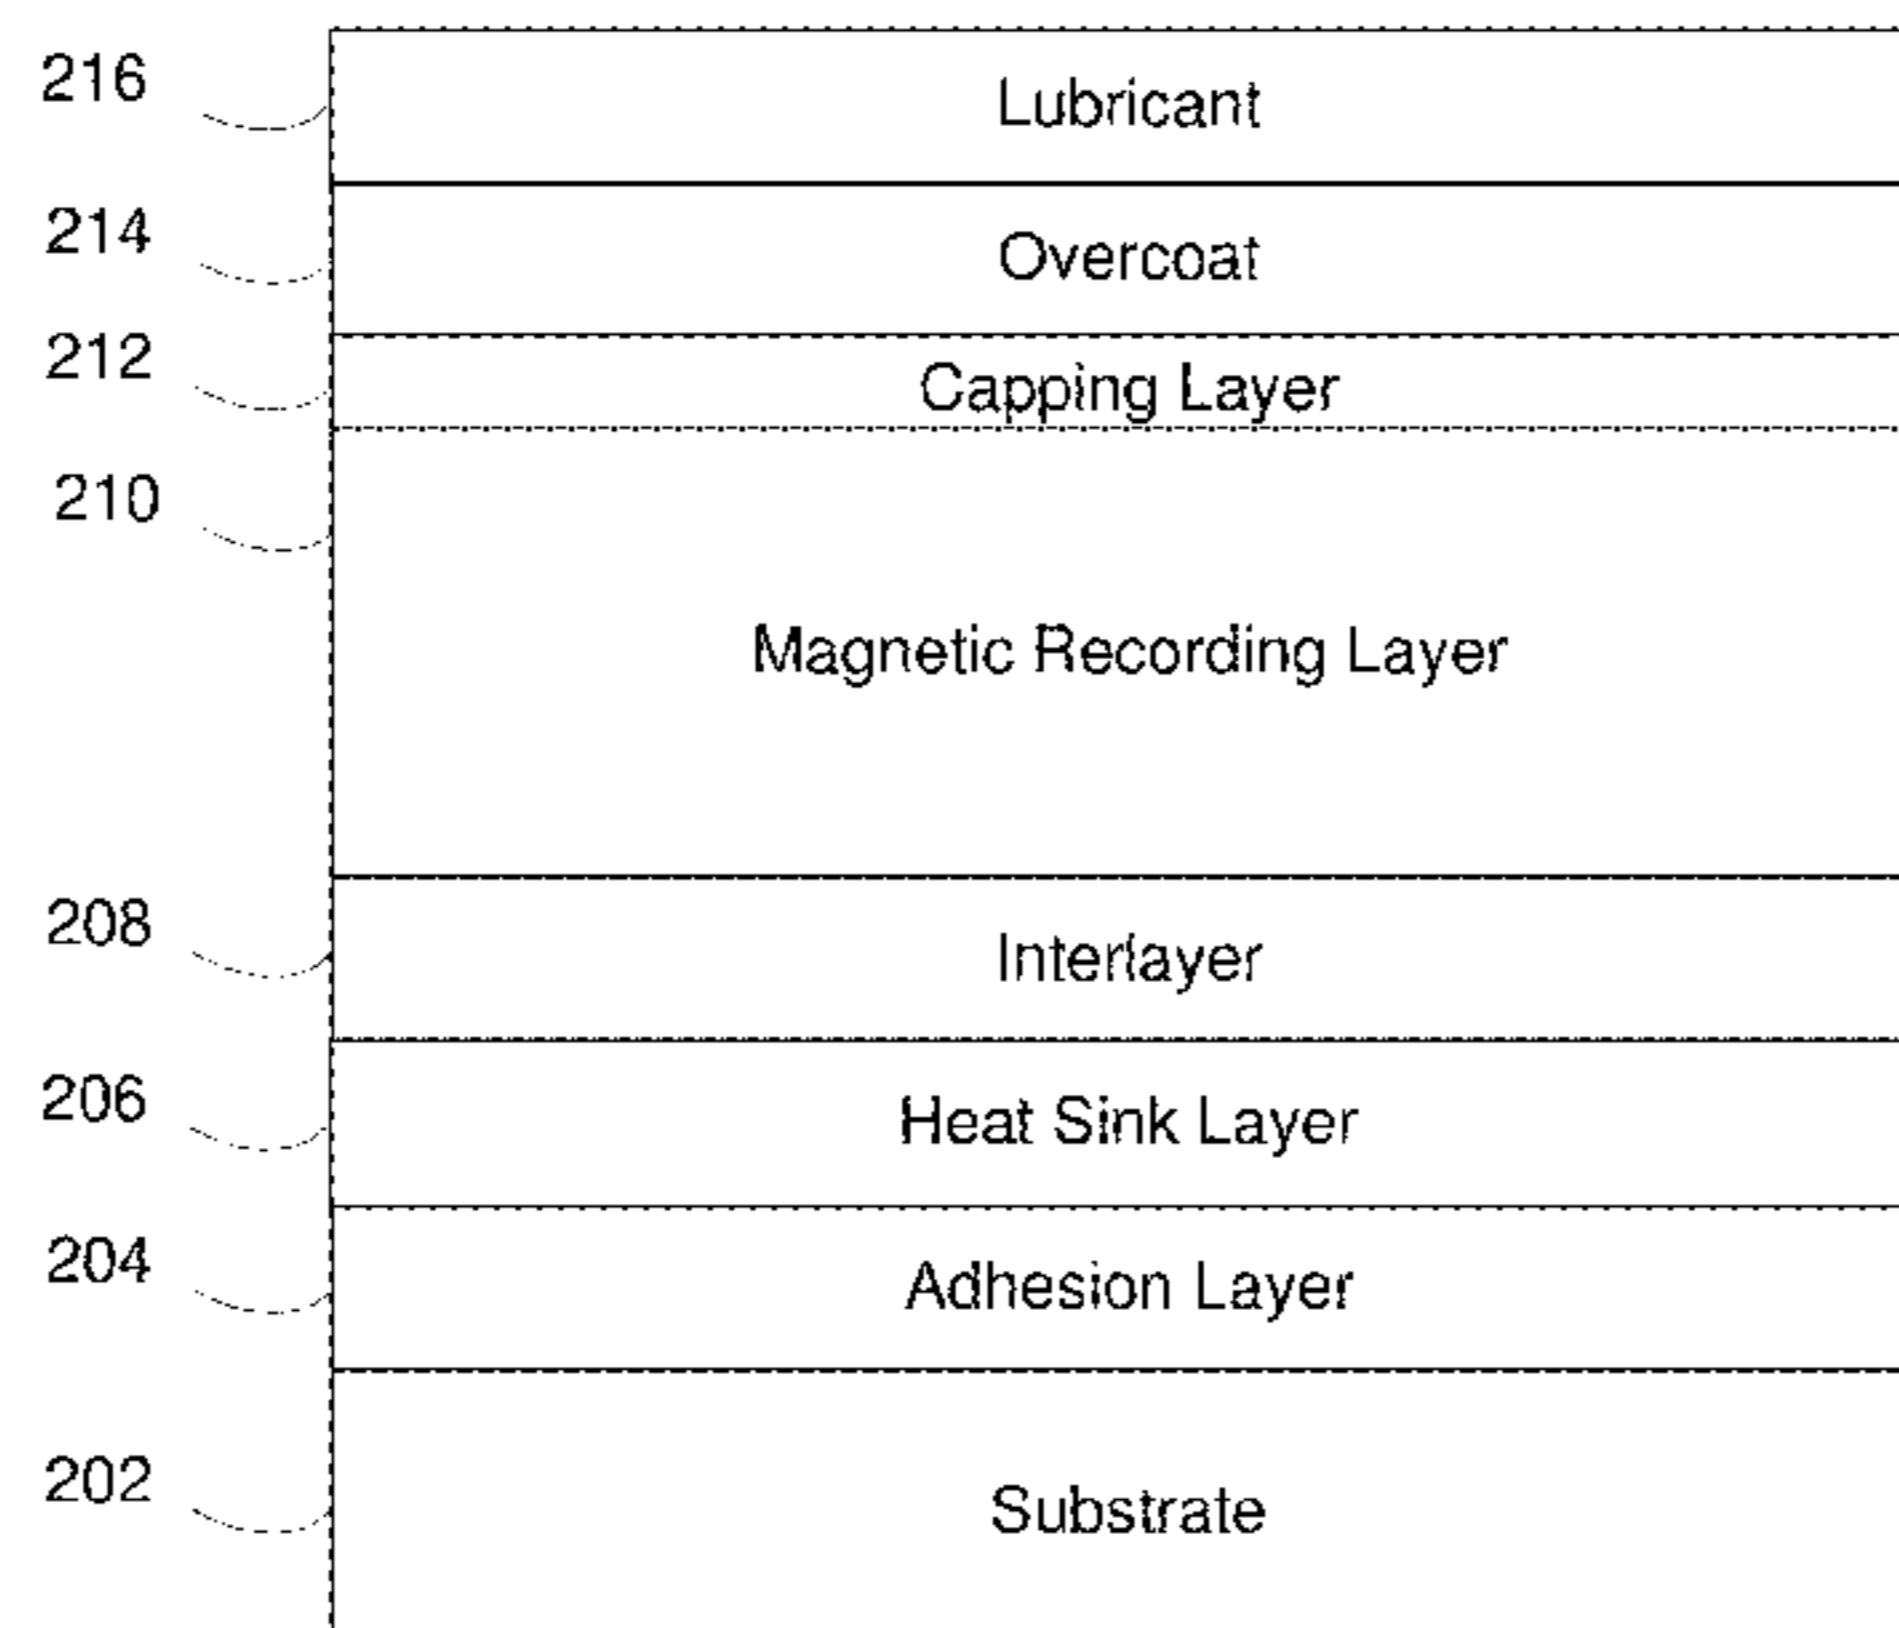 216
Lubricant
214
Overcoat
212
Capping Layer
210
Magnetic Recording Layer
208
Interlayer
206
Heat Sink Layer
204
Adhesion Layer
202
Substrate